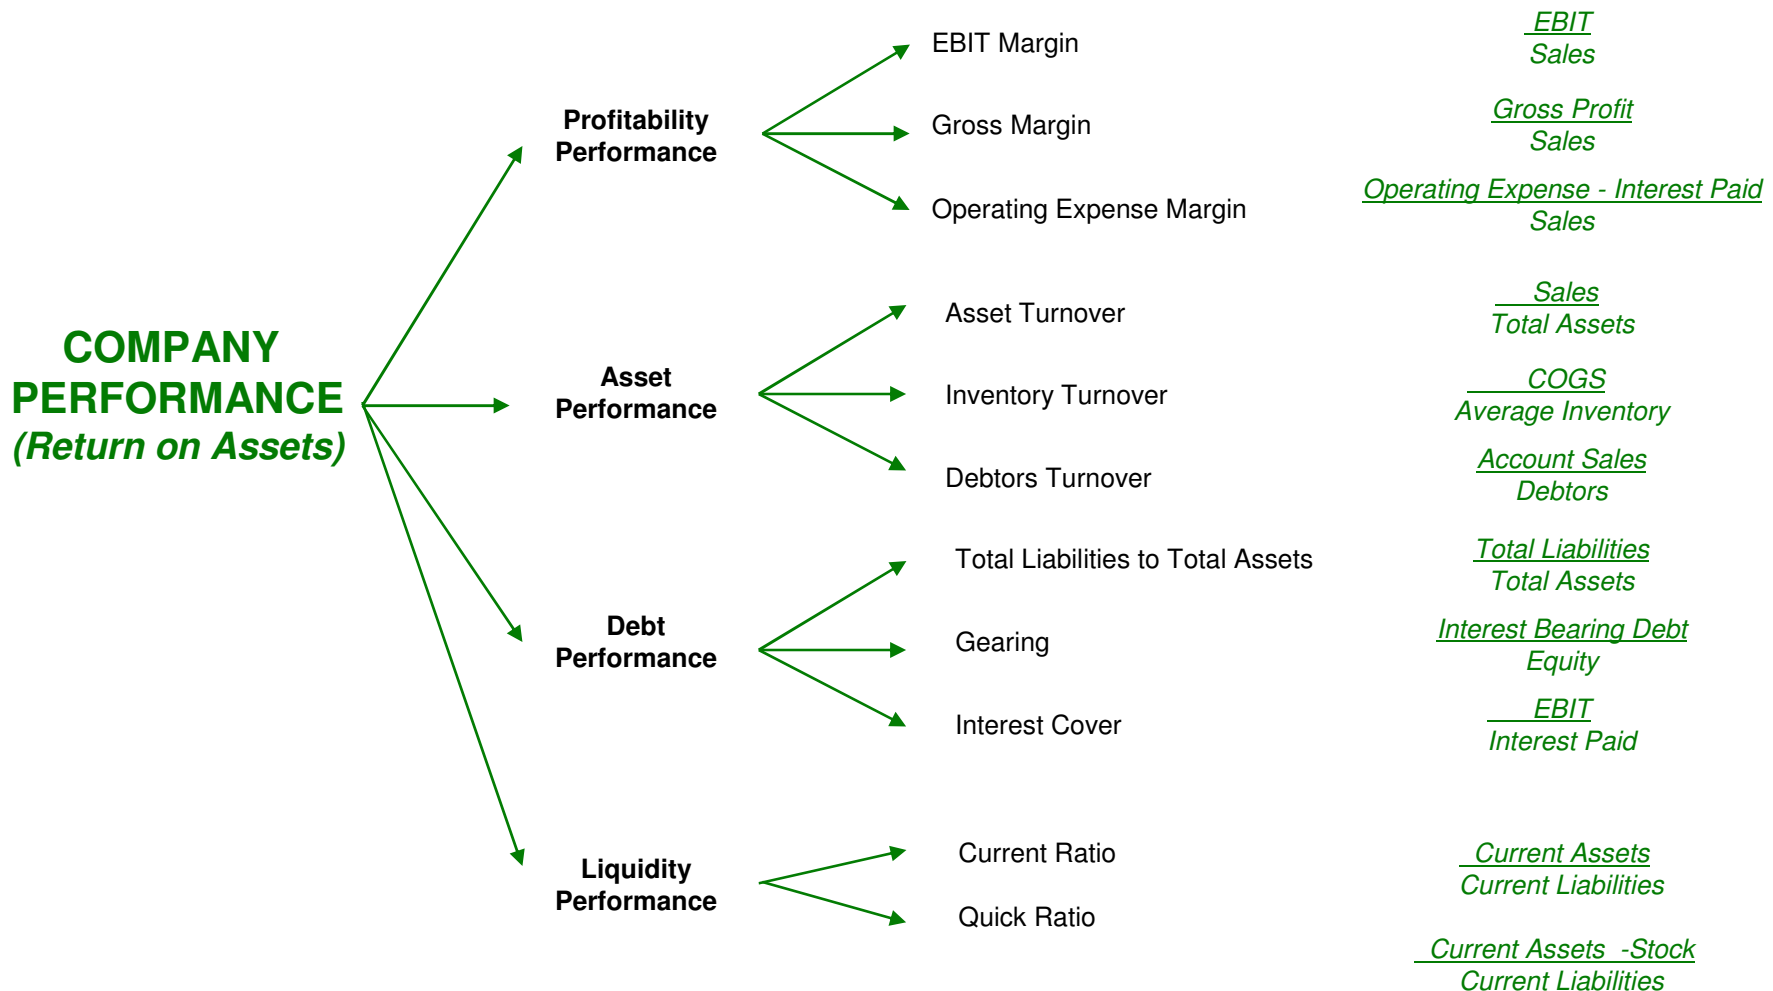 COMPANY
PERFORMANCE
(Return on Assets)
Profitability
Performance
EBIT Margin
EBIT
Sales
Gross Margin
Gross Profit
Sales
Operating Expense Margin
Operating Expense - Interest Paid
Sales
Asset
Performance
Asset Turnover
Sales
Total Assets
Inventory Turnover
COGS
Average Inventory
Debtors Turnover
Account Sales
Debtors
Debt
Performance
Total Liabilities to Total Assets
Total Liabilities
Total Assets
Gearing
Interest Bearing Debt
Equity
Interest Cover
EBIT
Interest Paid
Liquidity
Performance
Current Ratio
Current Assets
Current Liabilities
Quick Ratio
Current Assets -Stock
Current Liabilities